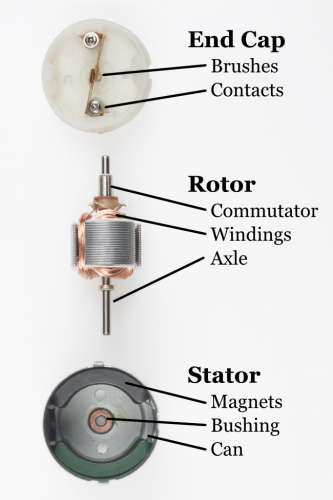 End Cap
Brushes
Contacts
Rotor
Commutator
Windings
Axle
Stator
Magnets
Bushing
Can